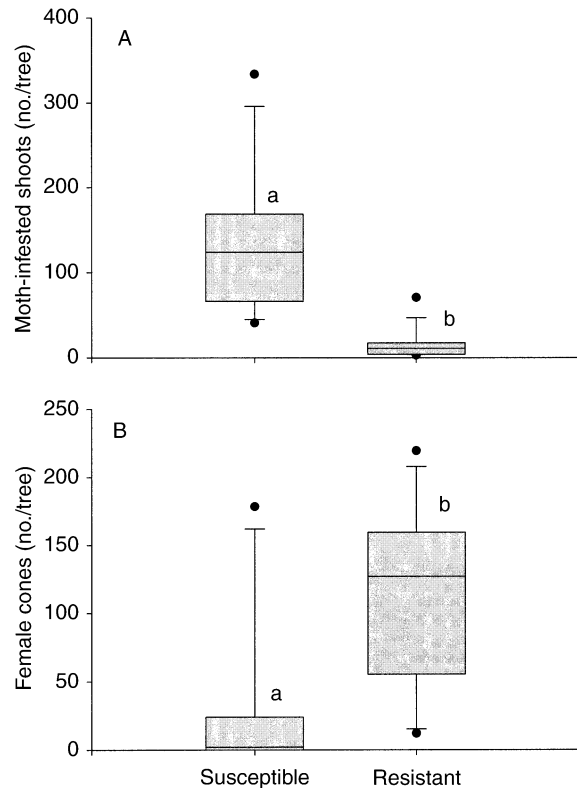 A
Moth-infested shoots (no./tree)
400
300
200
100
0
a
b
B
Female cones (no./tree)
250
200
150
100
50
0
a
b
Susceptible
Resistant